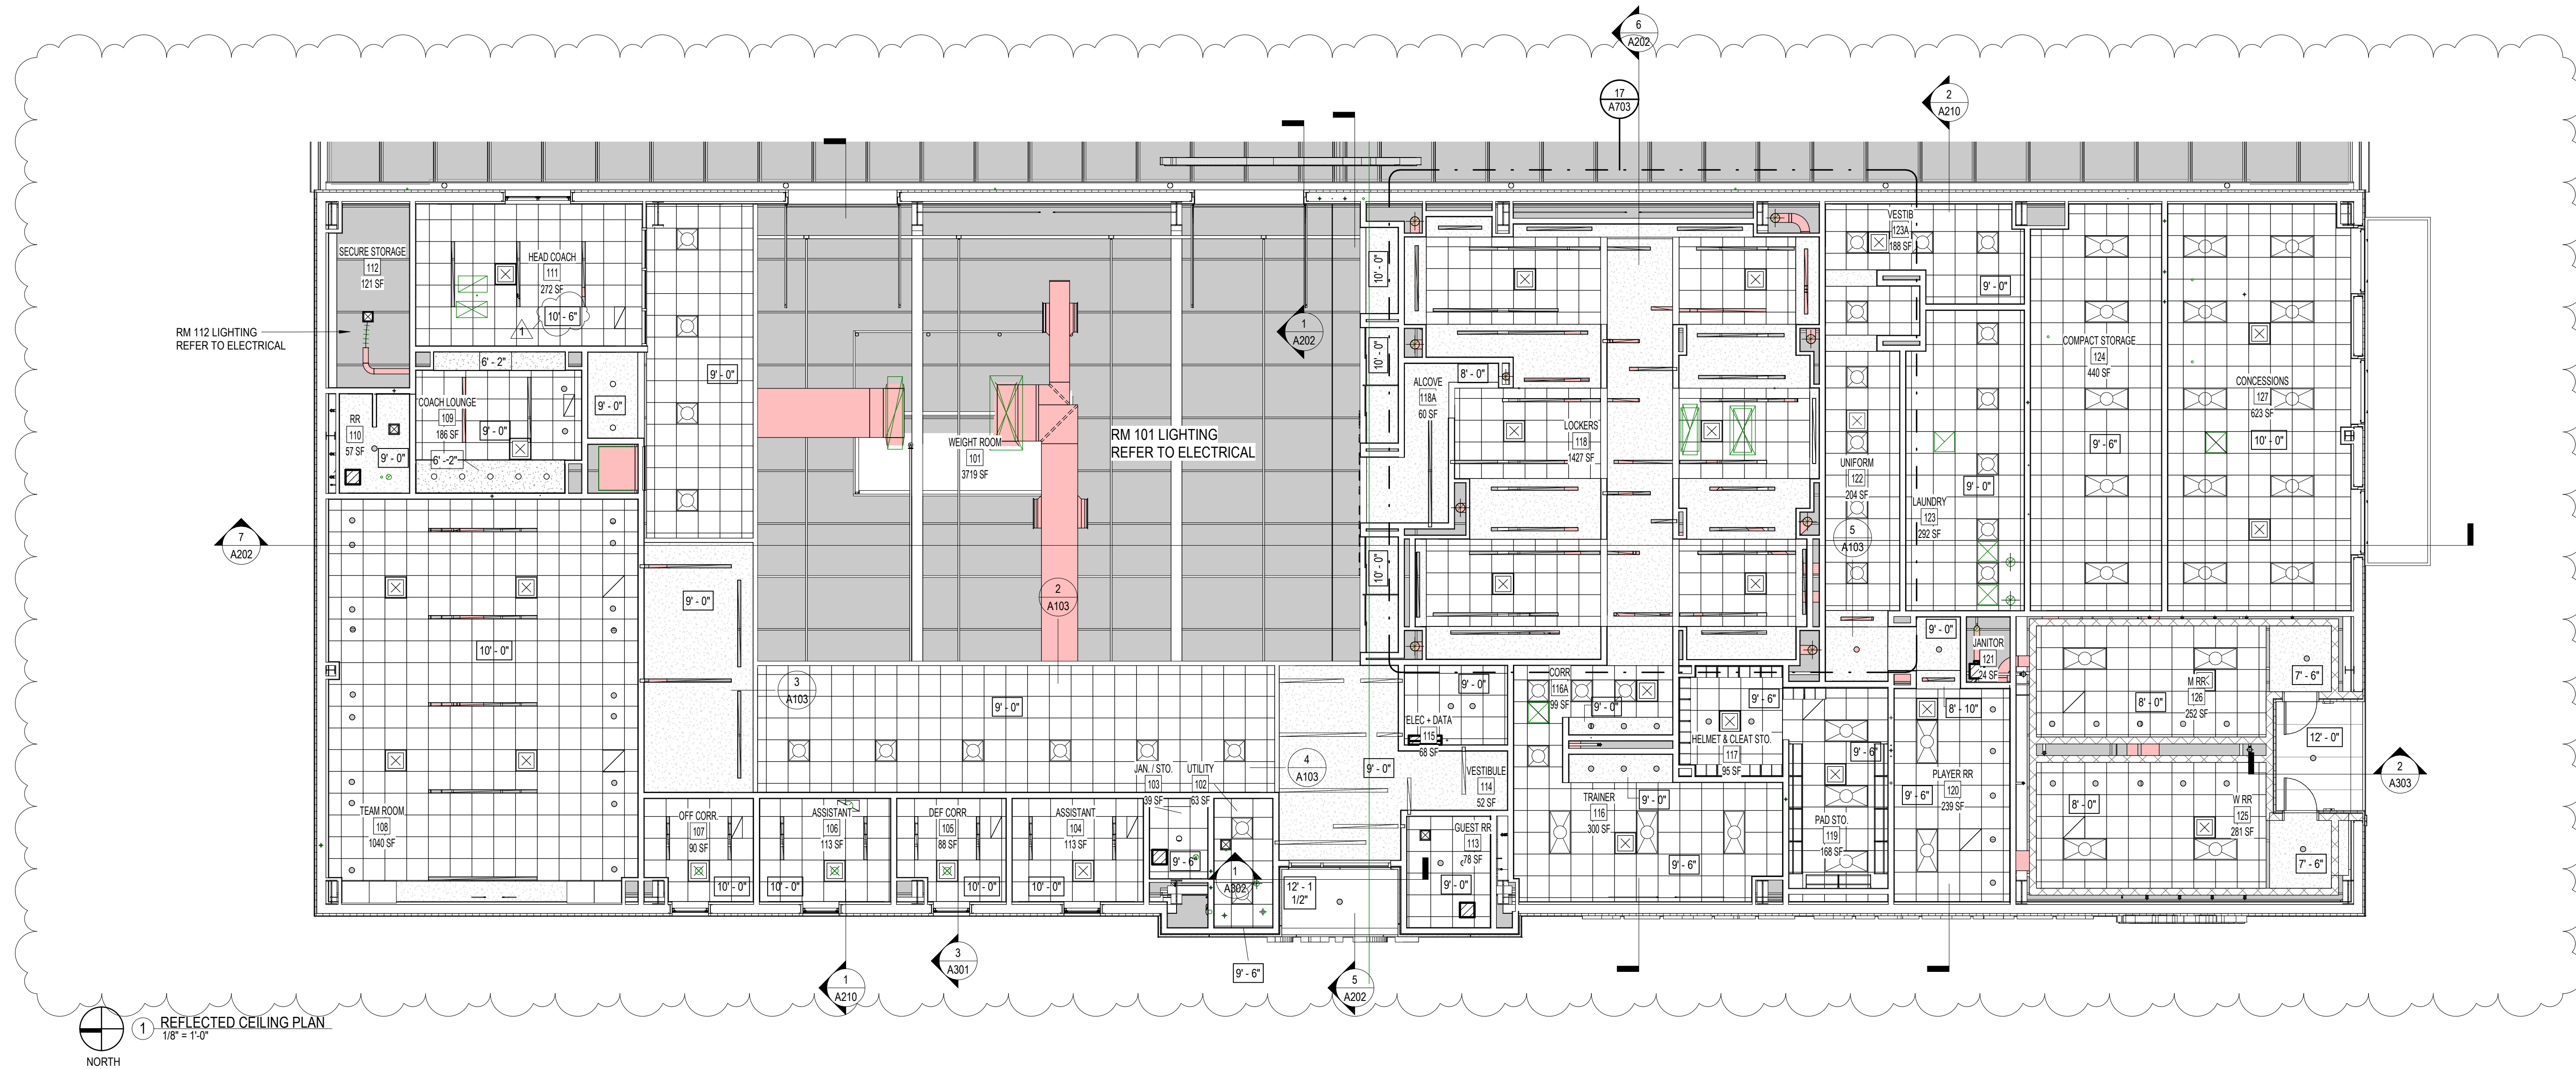 6
A202
17
A703
2
A210
SECURE STORAGE
112
121 SF
HEAD COACH
111
272 SF
10' - 6"
1
RM 112 LIGHTING
REFER TO ELECTRICAL
6' - 2"
COACH LOUNGE
109
186 SF
9' - 0"
6' - 2"
RR
110
57 SF
9' - 0"
9' - 0"
9' - 0"
WEIGHT ROOM
101
3719 SF
RM 101 LIGHTING
REFER TO ELECTRICAL
1
A202
10' - 0"
10' - 0"
10' - 0"
ALCOVE
118A
60 SF
8' - 0"
LOCKERS
118
1427 SF
VESTIB
123A
188 SF
9' - 0"
UNIFORM
122
204 SF
5
A103
LAUNDRY
123
292 SF
9' - 0"
COMPACT STORAGE
124
440 SF
9' - 6"
CONCESSIONS
127
623 SF
10' - 0"
7
A202
9' - 0"
2
A103
3
A103
9' - 0"
10' - 0"
TEAM ROOM
108
1040 SF
OFF CORR.
107
90 SF
10' - 0"
ASSISTANT
106
113 SF
10' - 0"
DEF CORR
105
88 SF
10' - 0"
ASSISTANT
104
113 SF
10' - 0"
JAN. / STO.
103
39 SF
9' - 6"
UTILITY
102
63 SF
1
A302
9' - 6"
4
A103
9' - 0"
12' - 1
1/2"
ELEC + DATA
115
68 SF
9' - 0"
VESTIBULE
114
52 SF
GUEST RR
113
78 SF
9' - 0"
CORR
116A
99 SF
9' - 0"
9' - 0"
TRAINER
116
300 SF
9' - 6"
HELMET & CLEAT STO.
117
95 SF
9' - 6"
PAD STO.
119
168 SF
9' - 6"
PLAYER RR
120
239 SF
9' - 6"
8' - 10"
9' - 0"
JANITOR
121
24 SF
M RR
126
252 SF
8' - 0"
7' - 6"
12' - 0"
W RR
125
281 SF
8' - 0"
7' - 6"
2
A303
1
A210
3
A301
5
A202
NORTH
1
REFLECTED CEILING PLAN
1/8" = 1'-0"